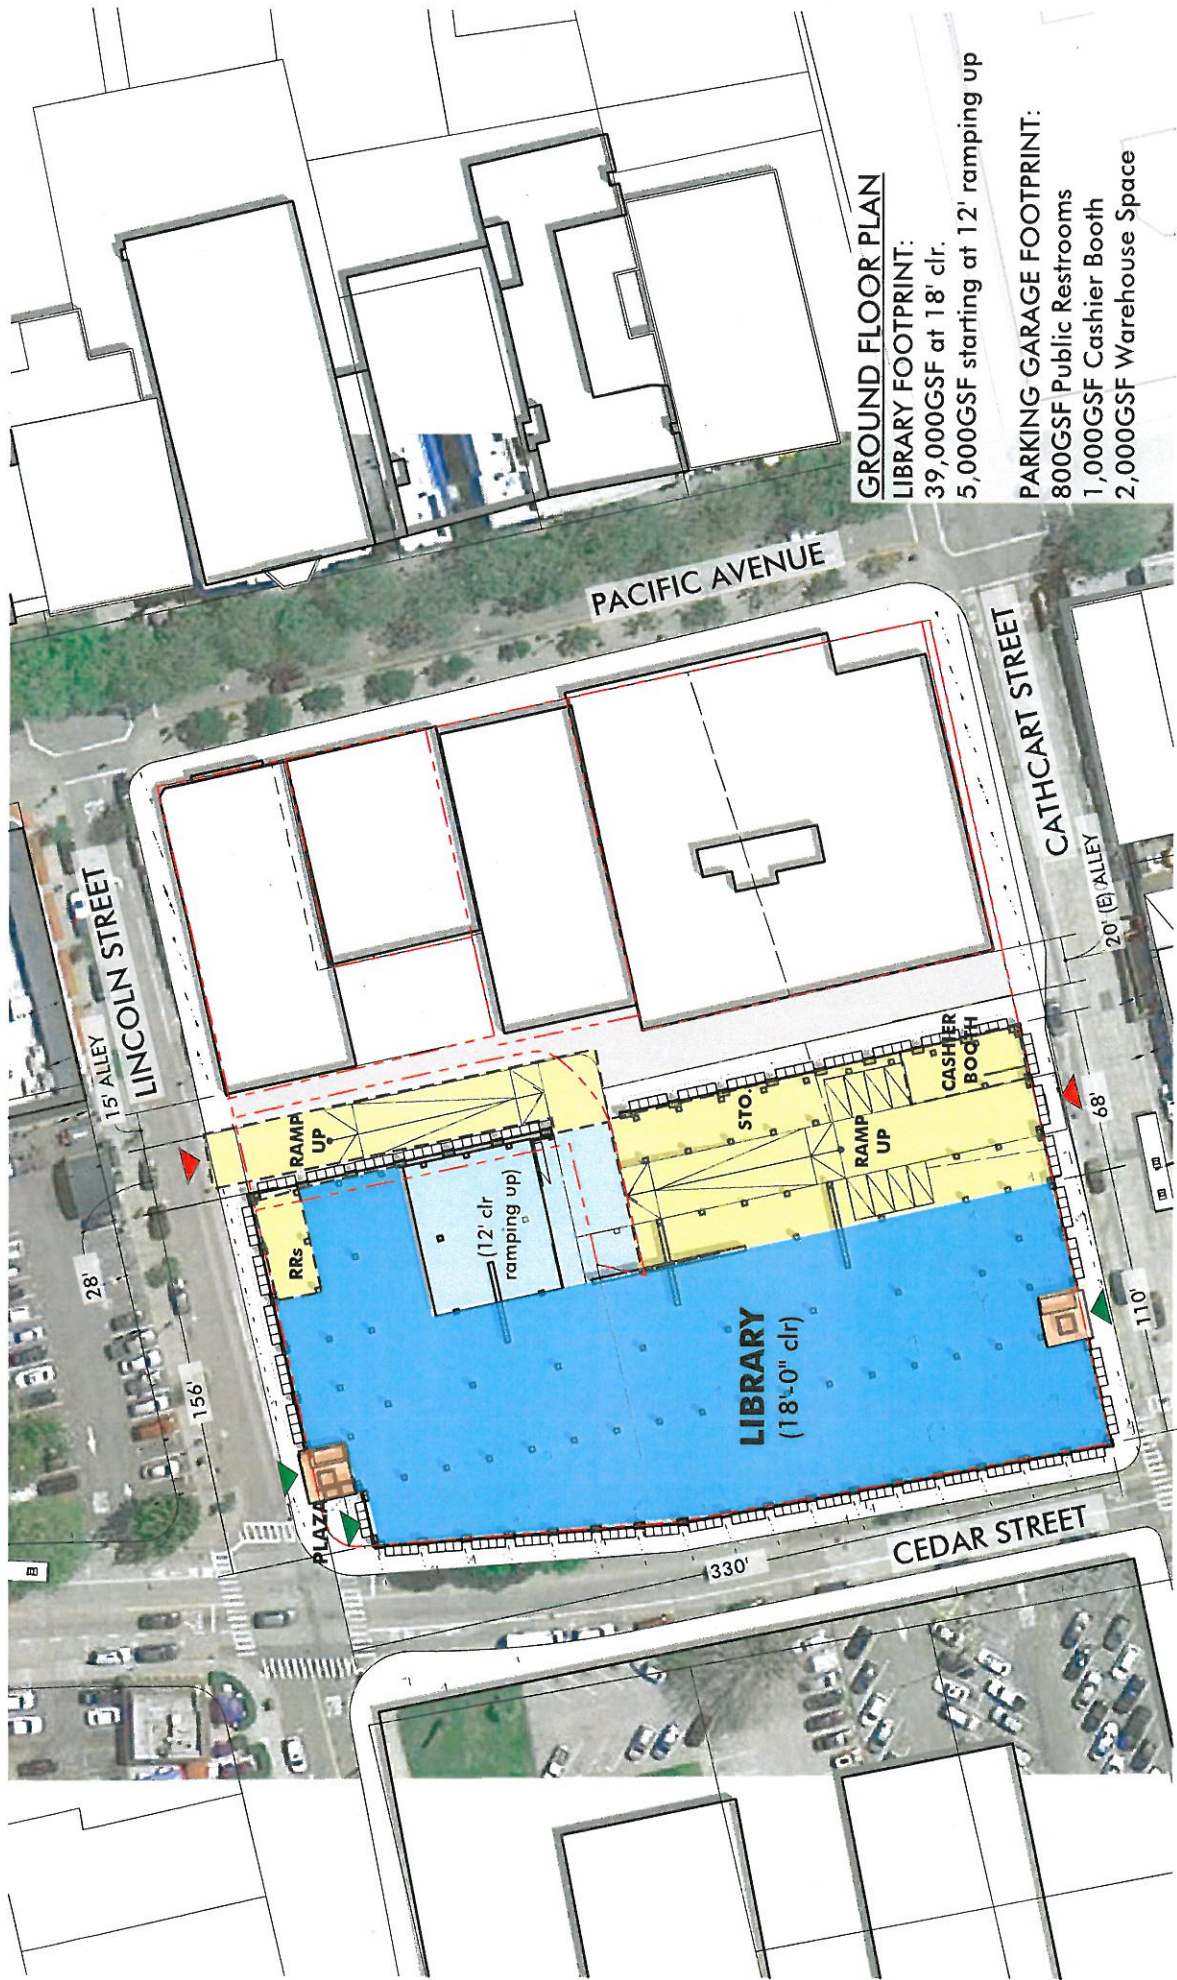 GROUND FLOOR PLAN
LIBRARY FOOTPRINT:
39,000GSF at 18' clr.
5,000GSF starting at 12' ramping up
PARKING GARAGE FOOTPRINT:
800GSF Public Restrooms
1,000GSF Cashier Booth
2,000GSF Warehouse Space
PACIFIC AVENUE
LINCOLN STREET
CATHCART STREET
CEDAR STREET
15' ALLEY
20' (E) ALLEY
28'
156'
68'
110'
330'
RAMP
UP
RRs
(12' clr
ramping up)
STO.
CASHIER
BOOTH
RAMP
UP
LIBRARY
(18'-0" clr)
PLAZA